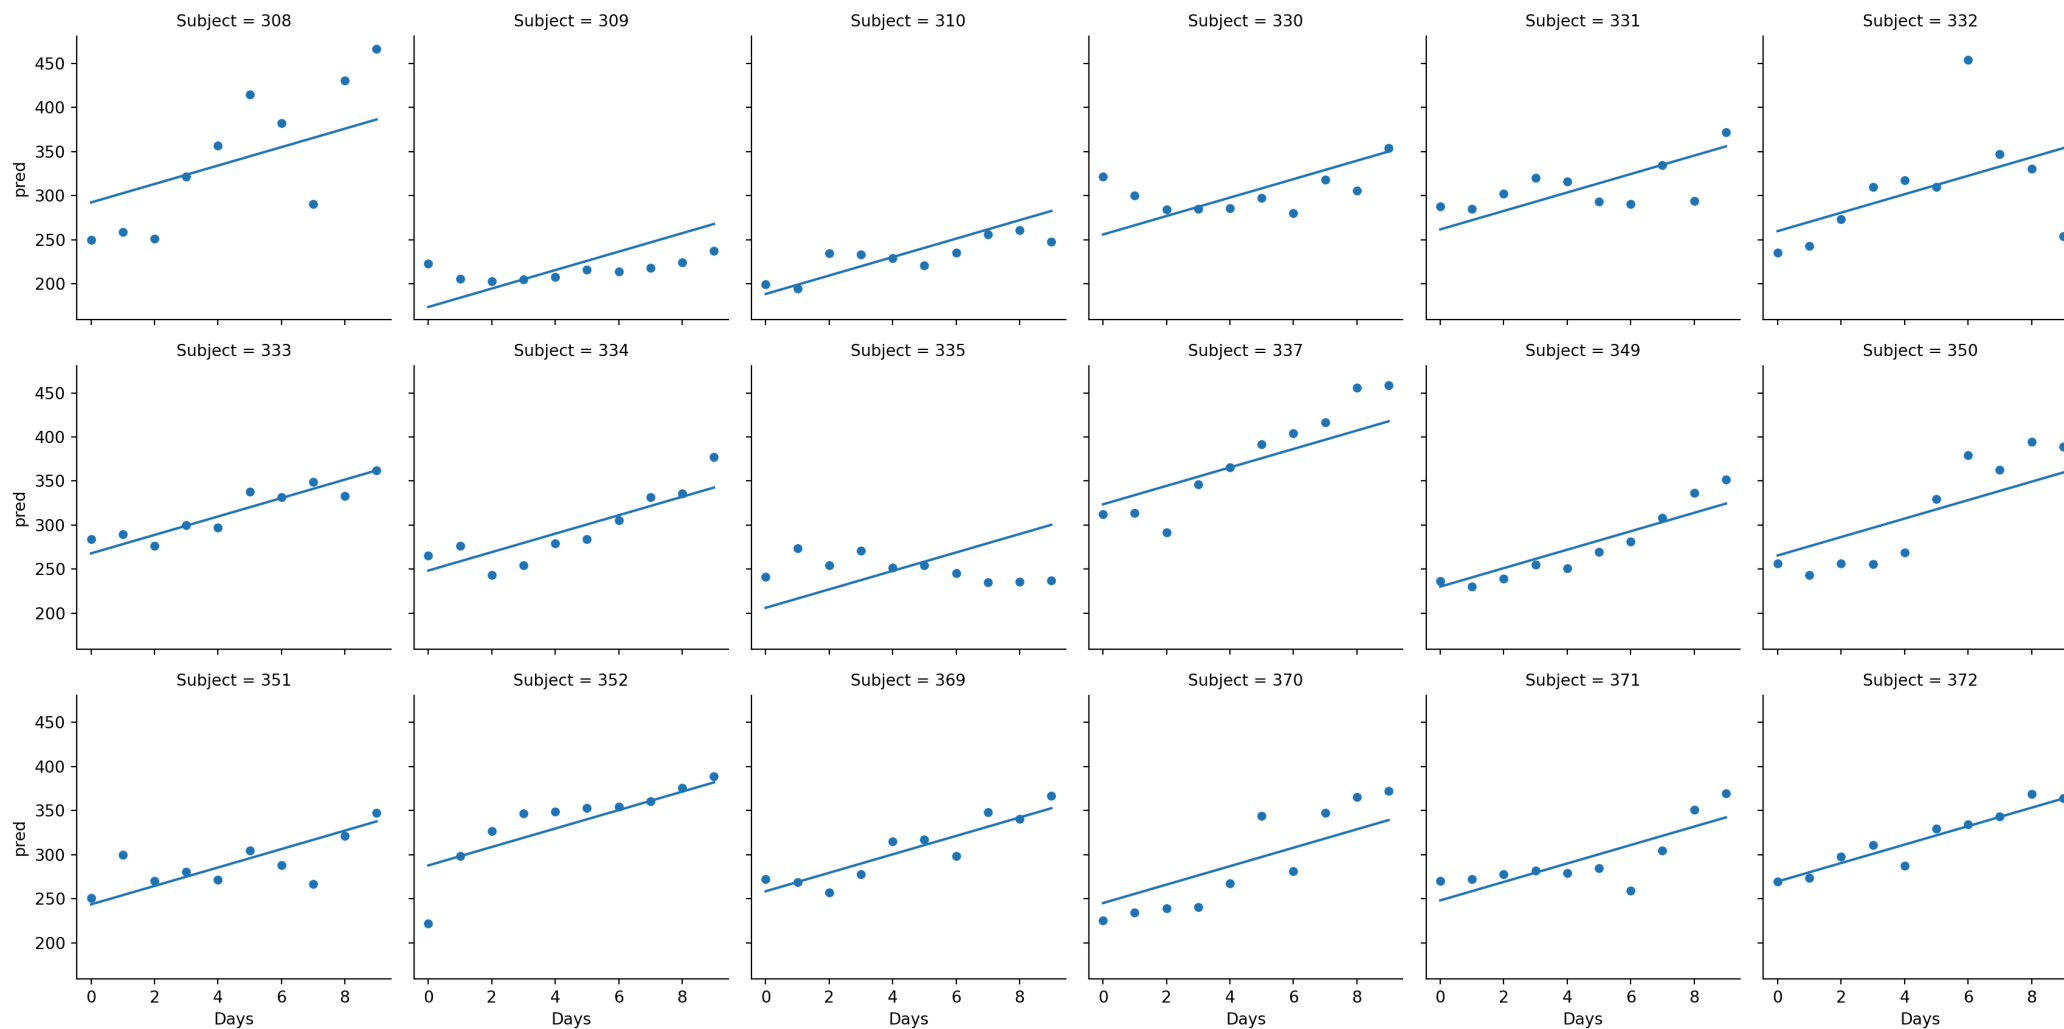 Subject = 308 Subject = 309 Subject = 310 Subject = 330 Subject = 331 Subject = 332
450
400
350
300
250
200
pred
Subject = 333 Subject = 334 Subject = 335 Subject = 337 Subject = 349 Subject = 350
450
400
350
300
250
200
pred
Subject = 351 Subject = 352 Subject = 369 Subject = 370 Subject = 371 Subject = 372
450
400
350
300
250
200
pred
0 2 4 6 8 0 2 4 6 8 0 2 4 6 8 0 2 4 6 8 0 2 4 6 8 0 2 4 6 8
Days Days Days Days Days Days